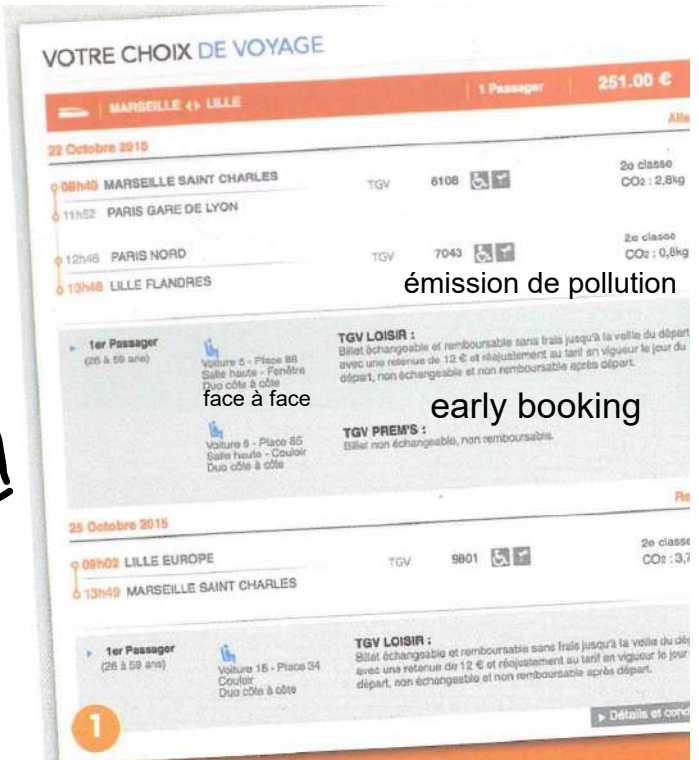 VOTRE CHOIX DE VOYAGE
MARSEILLE LILLE 1 Passager 251.00 €
22 Octobre 2015
08h40 MARSEILLE SAINT CHARLES TGV 6108 2e classe
CO2 : 2,8kg
11h52 PARIS GARE DE LYON
12h46 PARIS NORD TGV 7043 2e classe
CO2 : 0,8kg
13h48 LILLE FLANDRES
émission de pollution
1er Passager
(26 à 59 ans)
Voiture 6 - Place 88
Salle haute - Fenêtre
Duo côte à côte
face à face
TGV LOISIR :
Billet échangeable et remboursable sans frais jusqu'à la veille du départ
avec une retenue de 12 € et réajustement au tarif en vigueur le jour du
départ, non échangeable et non remboursable après départ.
early booking
Voiture 6 - Place 85
Salle haute - Couloir
Duo côte à côte
TGV PREM'S :
Billet non échangeable, non remboursable.
25 Octobre 2015
09h02 LILLE EUROPE TGV 9801 2e classe
CO2 : 3,7
13h49 MARSEILLE SAINT CHARLES
1er Passager
(26 à 59 ans)
Voiture 16 - Place 34
Couloir
Duo côte à côte
TGV LOISIR :
Billet échangeable et remboursable sans frais jusqu'à la veille du
avec une retenue de 12 € et réajustement au tarif en vigueur le jour
départ, non échangeable et non remboursable après départ.
Détails et
1